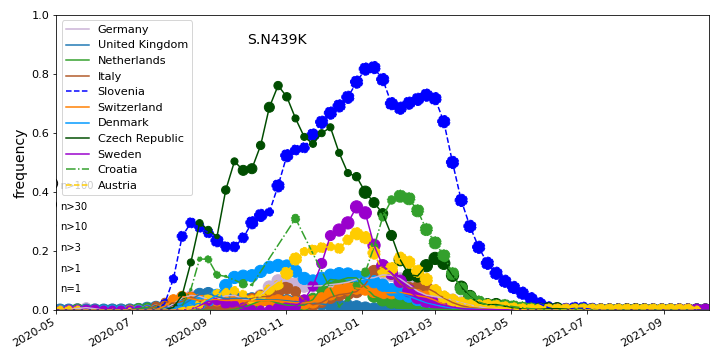 S.N439K
frequency
1.0
0.8
0.6
0.4
0.2
0.0
Germany
United Kingdom
Netherlands
Italy
Slovenia
Switzerland
Denmark
Czech Republic
Sweden
Croatia
Austria
n>100
n>30
n>10
n>3
n>1
n=1
2020-05
2020-07
2020-09
2020-11
2021-01
2021-03
2021-05
2021-07
2021-09